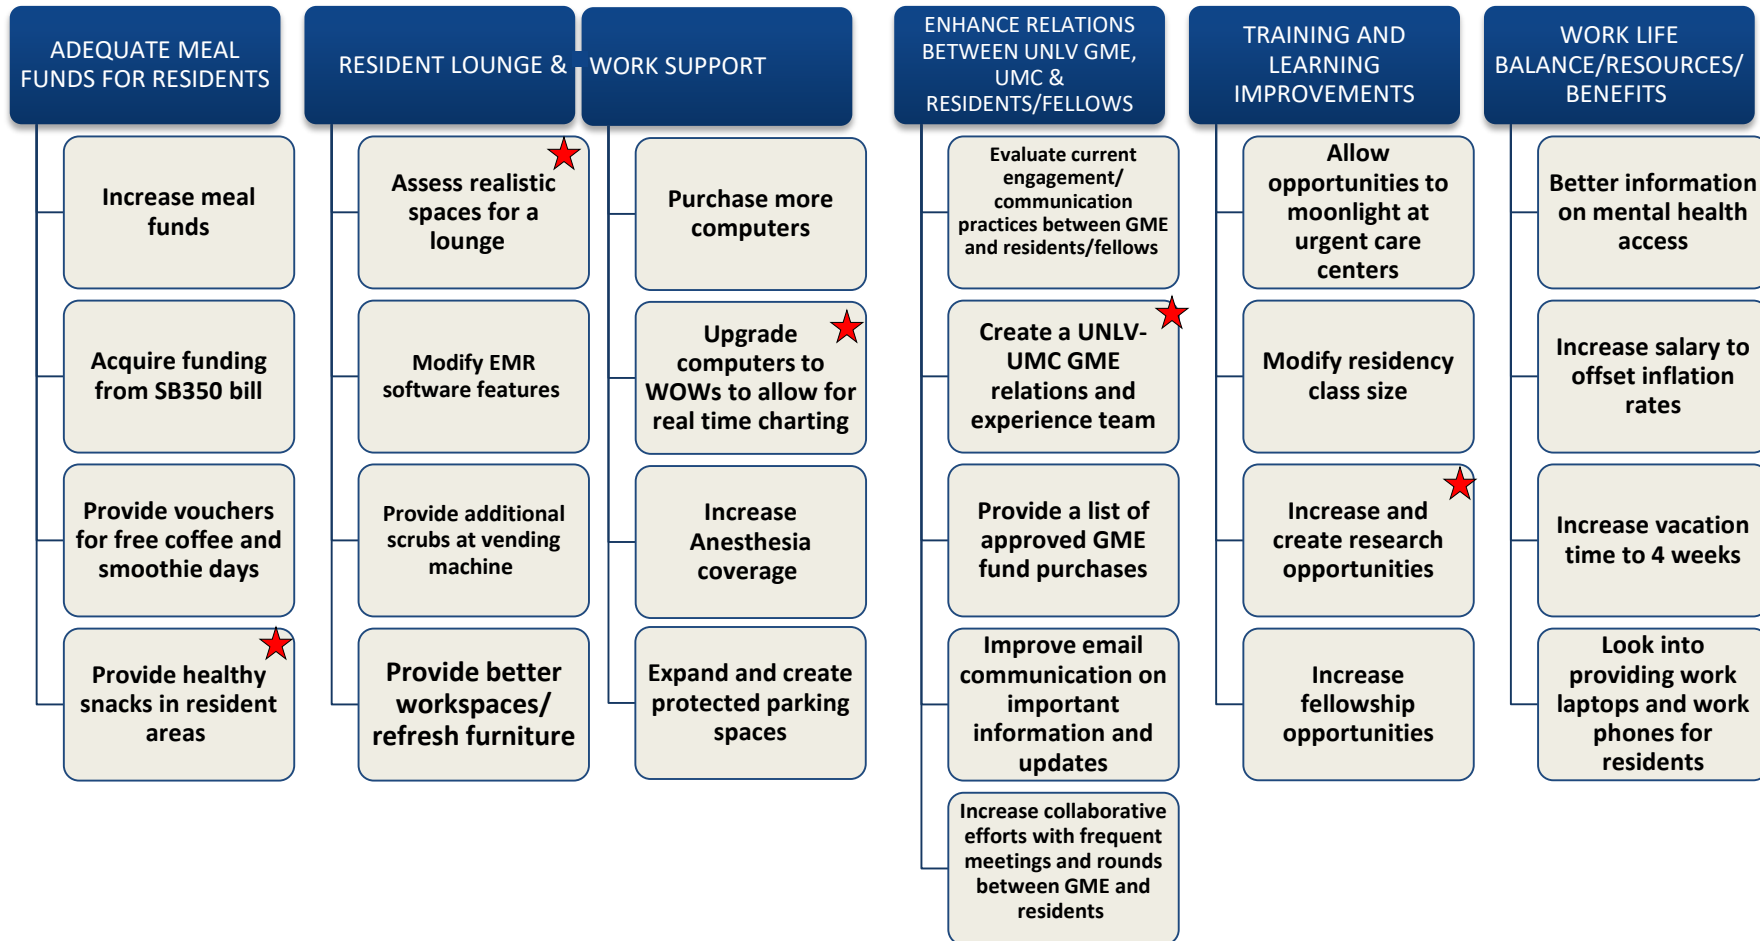 ADEQUATE MEAL
FUNDS FOR RESIDENTS
Increase meal
funds
Acquire funding
from SB350 bill
Provide vouchers
for free coffee and
smoothie days
Provide healthy
snacks in resident
areas
RESIDENT LOUNGE &
Assess realistic
spaces for a
lounge
Modify EMR
software features
Provide additional
scrubs at vending
machine
Provide better
workspaces/
refresh furniture
WORK SUPPORT
Purchase more
computers
Upgrade
computers to
WOWs to allow for
real time charting
Increase
Anesthesia
coverage
Expand and create
protected parking
spaces
ENHANCE RELATIONS
BETWEEN UNLV GME,
UMC &
RESIDENTS/FELLOWS
Evaluate current
engagement/
communication
practices between GME
and residents/fellows
Create a UNLV-
UMC GME
relations and
experience team
Provide a list of
approved GME
fund purchases
Improve email
communication on
important
information and
updates
Increase collaborative
efforts with frequent
meetings and rounds
between GME and
residents
TRAINING AND
LEARNING
IMPROVEMENTS
Allow
opportunities to
moonlight at
urgent care
centers
Modify residency
class size
Increase and
create research
opportunities
Increase
fellowship
opportunities
WORK LIFE
BALANCE/RESOURCES/
BENEFITS
Better information
on mental health
access
Increase salary to
offset inflation
rates
Increase vacation
time to 4 weeks
Look into
providing work
laptops and work
phones for
residents